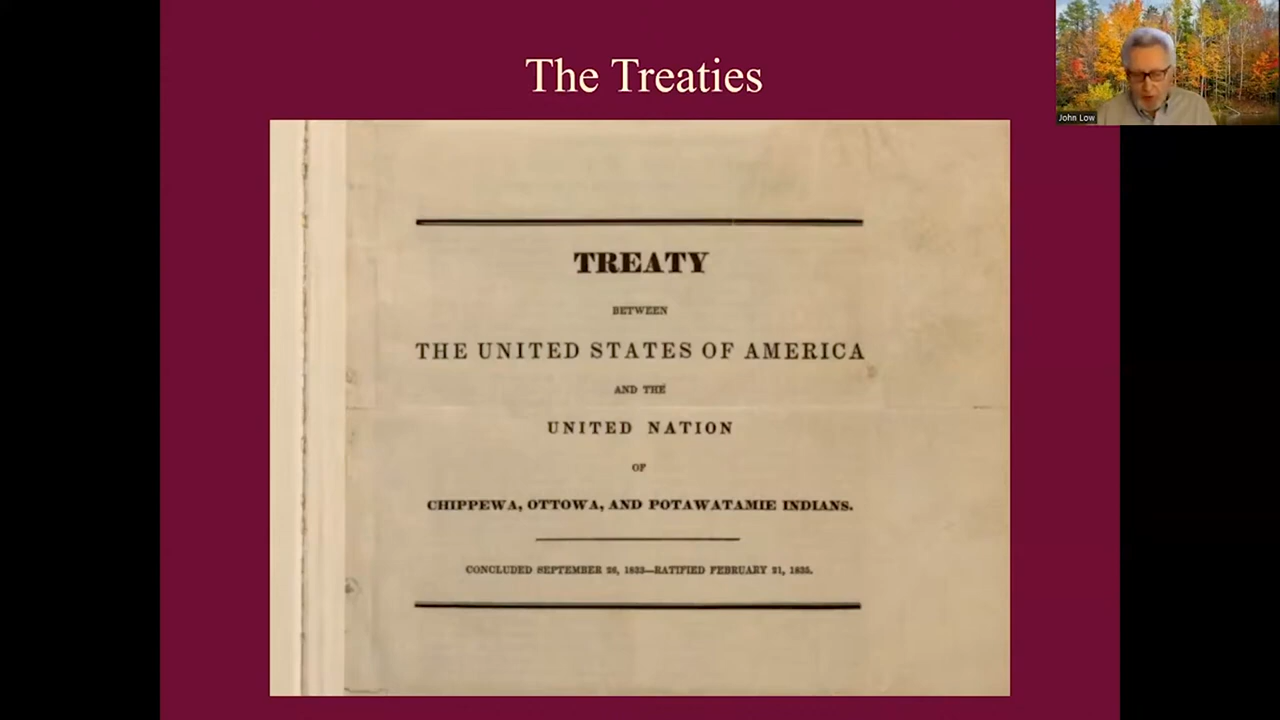 The Treaties
TREATY
BETWEEN
THE UNITED STATES OF AMERICA
AND THE
UNITED NATION
OF
CHIPPEWA, OTTOWA, AND POTAWATAMIE INDIANS.
CONCLUDED SEPTEMBER 26, 1833—RATIFIED FEBRUARY 21, 1835.
John Low